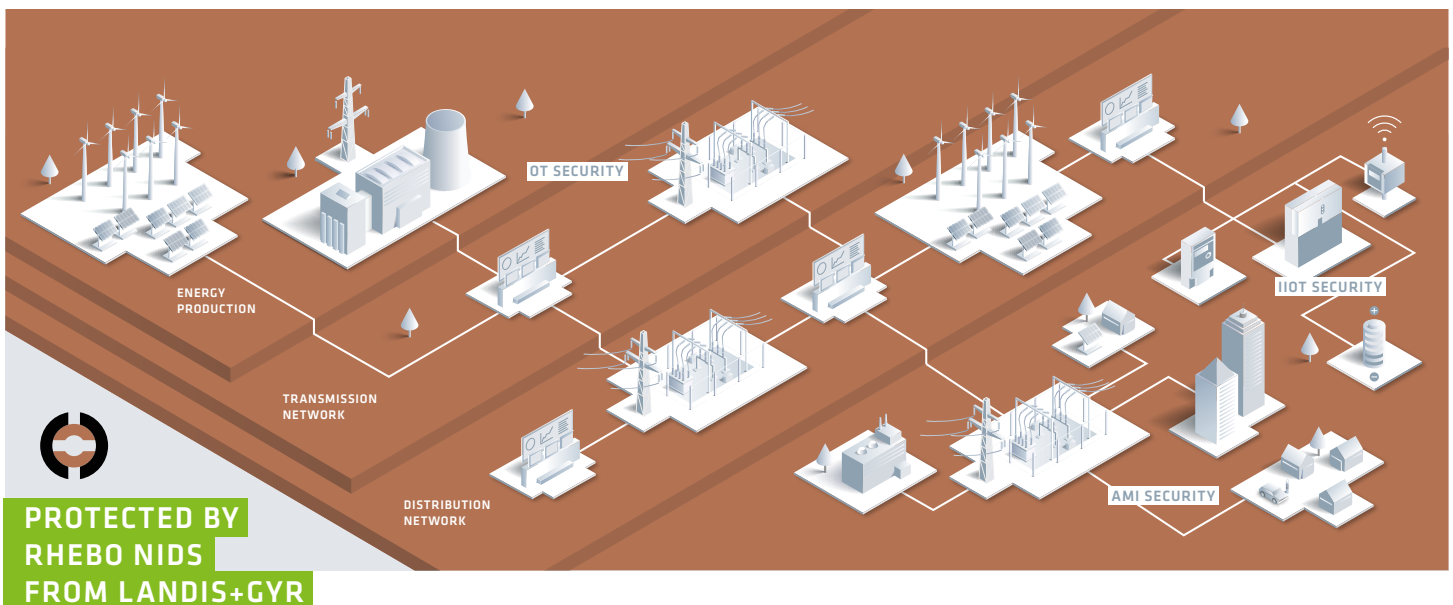 OT SECURITY
ENERGY
PRODUCTION
IIOT SECURITY
TRANSMISSION
NETWORK
DISTRIBUTION
NETWORK
AMI SECURITY
PROTECTED BY
RHEBO NIDS
FROM LANDIS+GYR